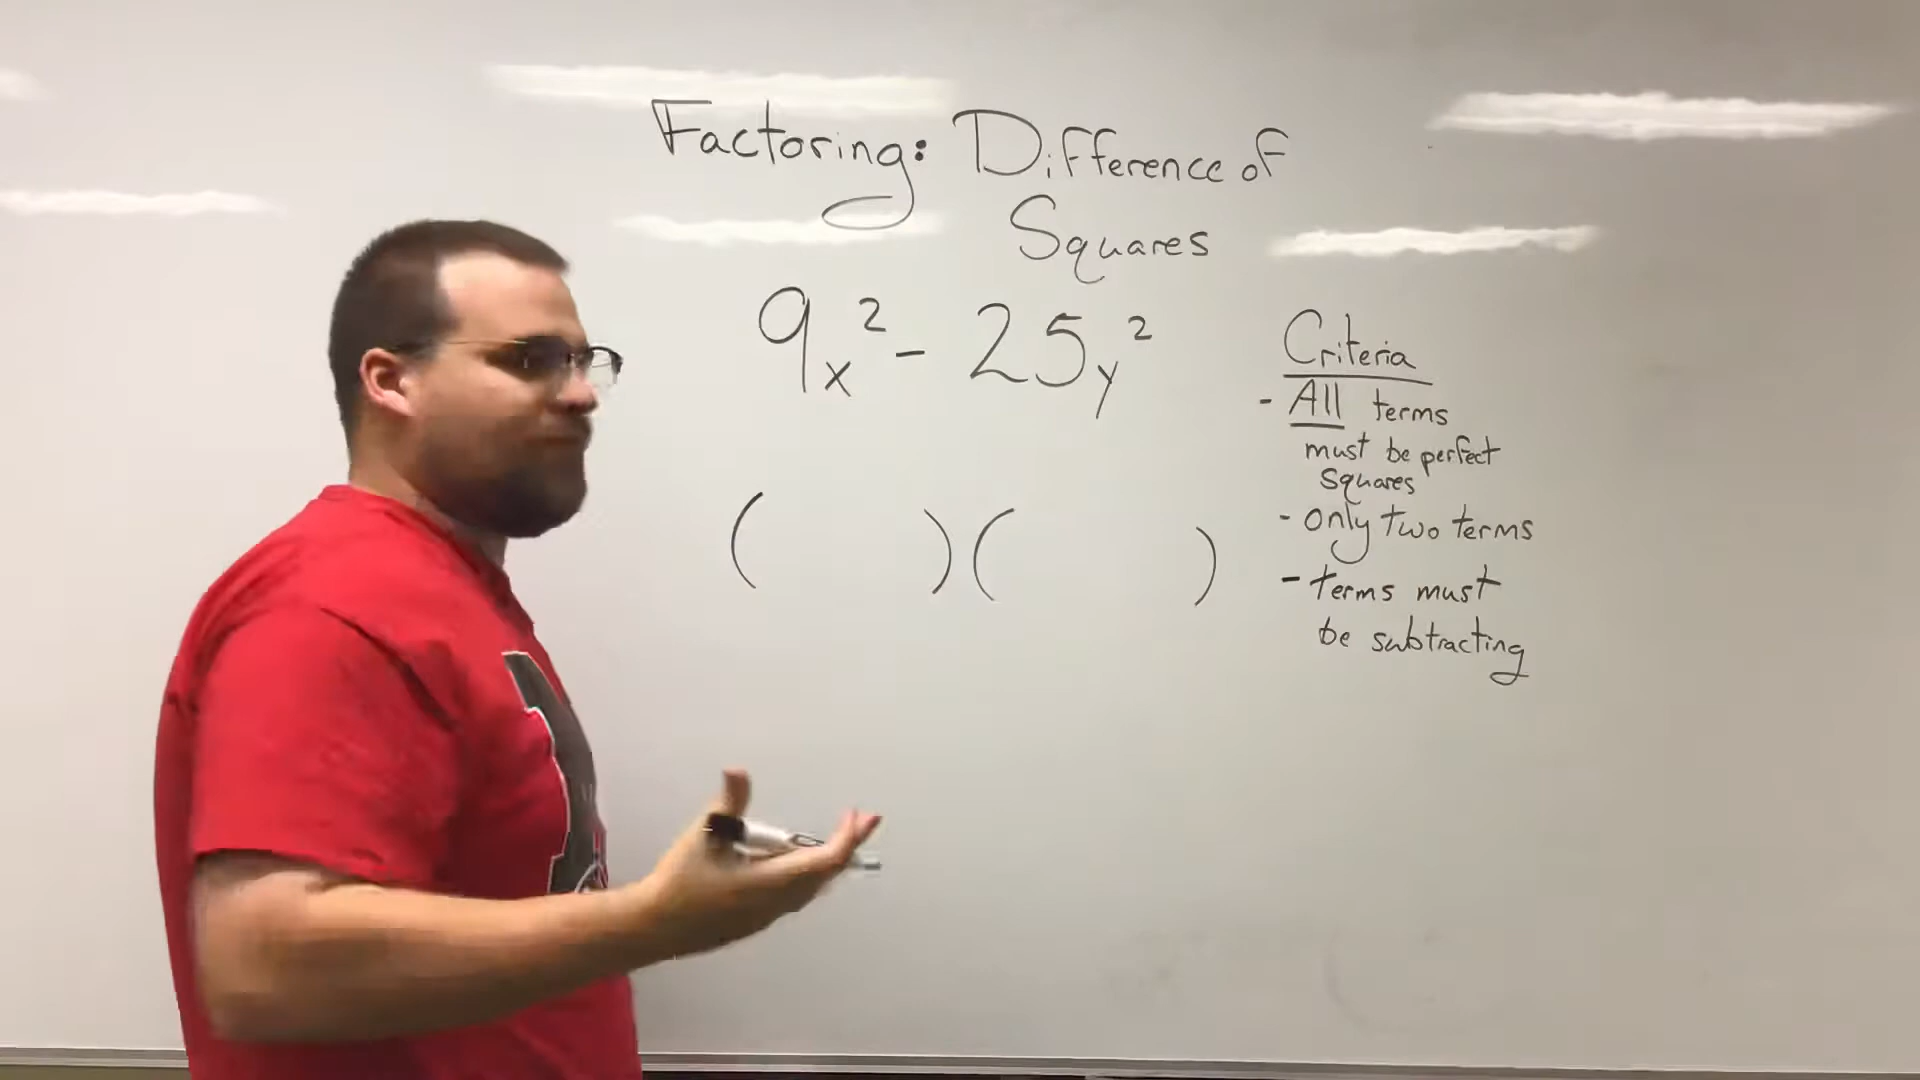 Factoring: Difference of
Squares
9x² - 25y²
(        )(        )
Criteria
- All terms
must be perfect
squares
- only two terms
- terms must
be subtracting